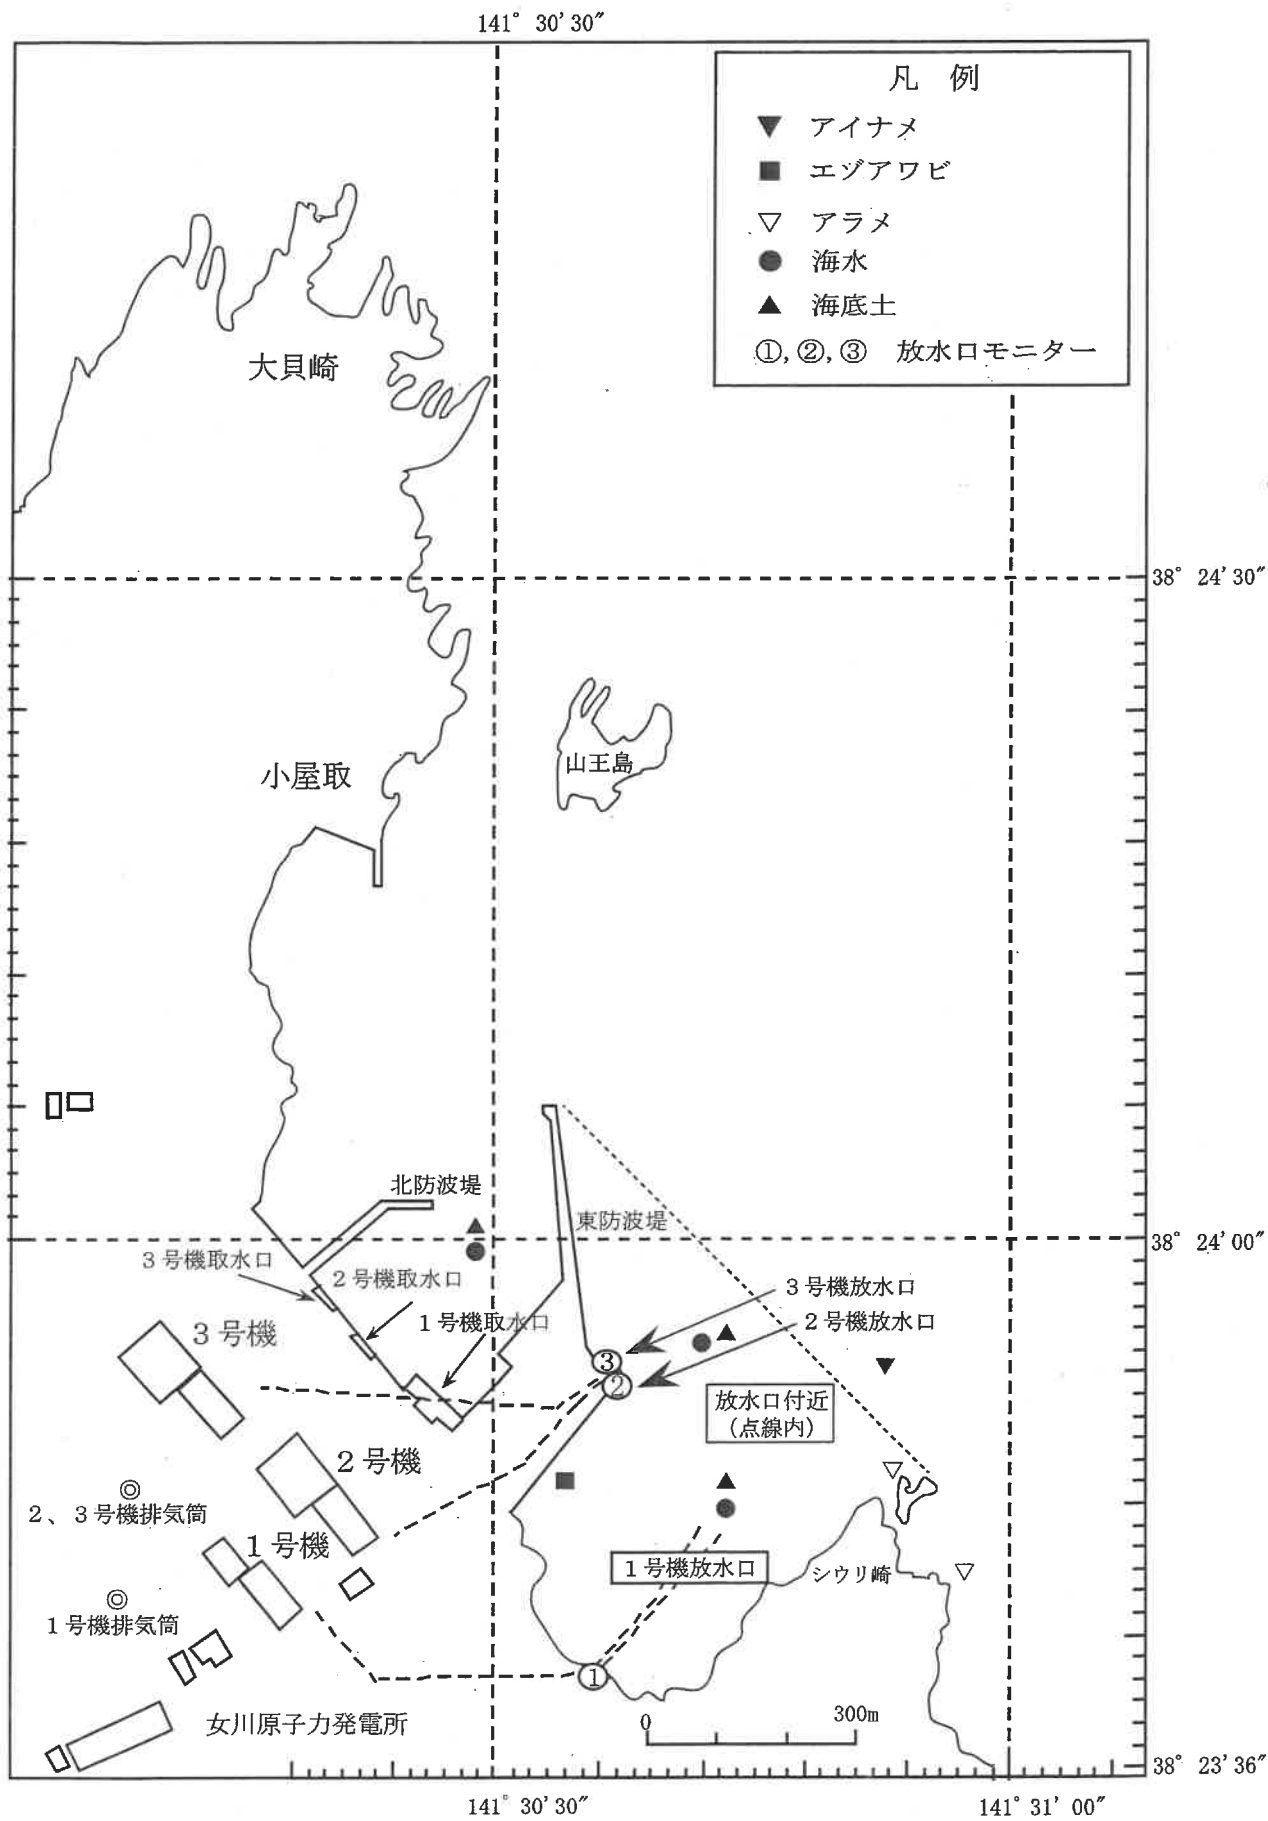 141° 30′30″
凡 例
アイナメ
エゾアワビ
アラメ
海水
海底土
①,②,③ 放水口モニター
大貝崎
38° 24′30″
山王島
小屋取
北防波堤
東防波堤
38° 24′00″
3号機取水口
2号機取水口
1号機取水口
3号機放水口
2号機放水口
3号機
③
②
放水口付近
(点線内)
2号機
2、3号機排気筒
1号機
1号機放水口
シウリ崎
1号機排気筒
①
女川原子力発電所
0 300m
38° 23′36″
141° 30′30″
141° 31′00″